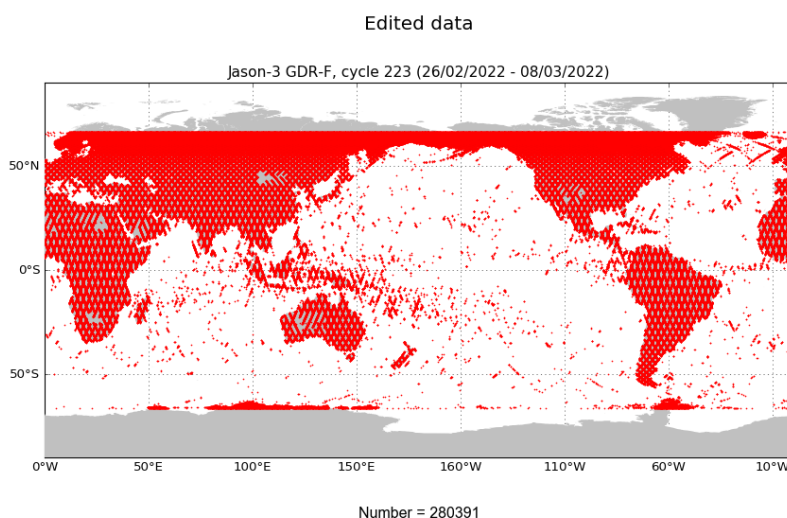 Edited data
Jason-3 GDR-F, cycle 223 (26/02/2022 - 08/03/2022)
50°N
0°S
50°S
0°W 50°E 100°E 150°E 160°W 110°W 60°W 10°W
Number = 280391